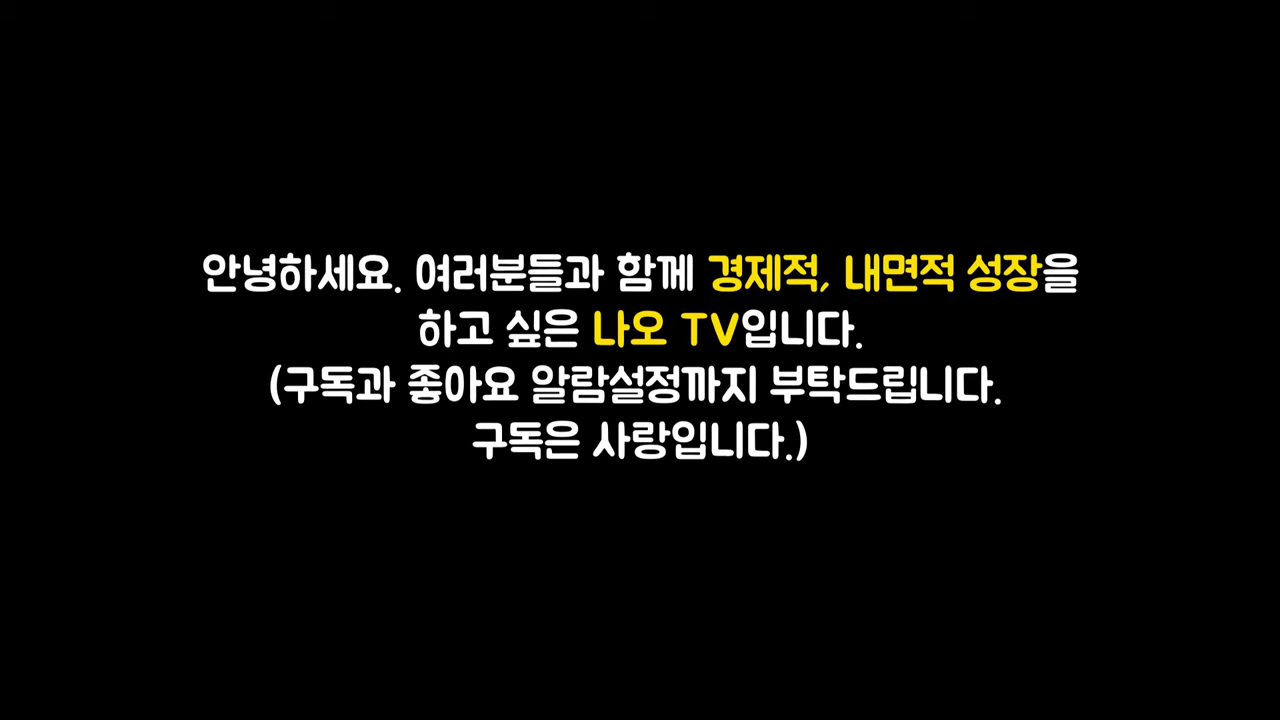 안녕하세요. 여러분들과 함께 경제적, 내면적 성장을
하고 싶은 나오 TV입니다.
(구독과 좋아요 알람설정까지 부탁드립니다.
구독은 사랑입니다.)